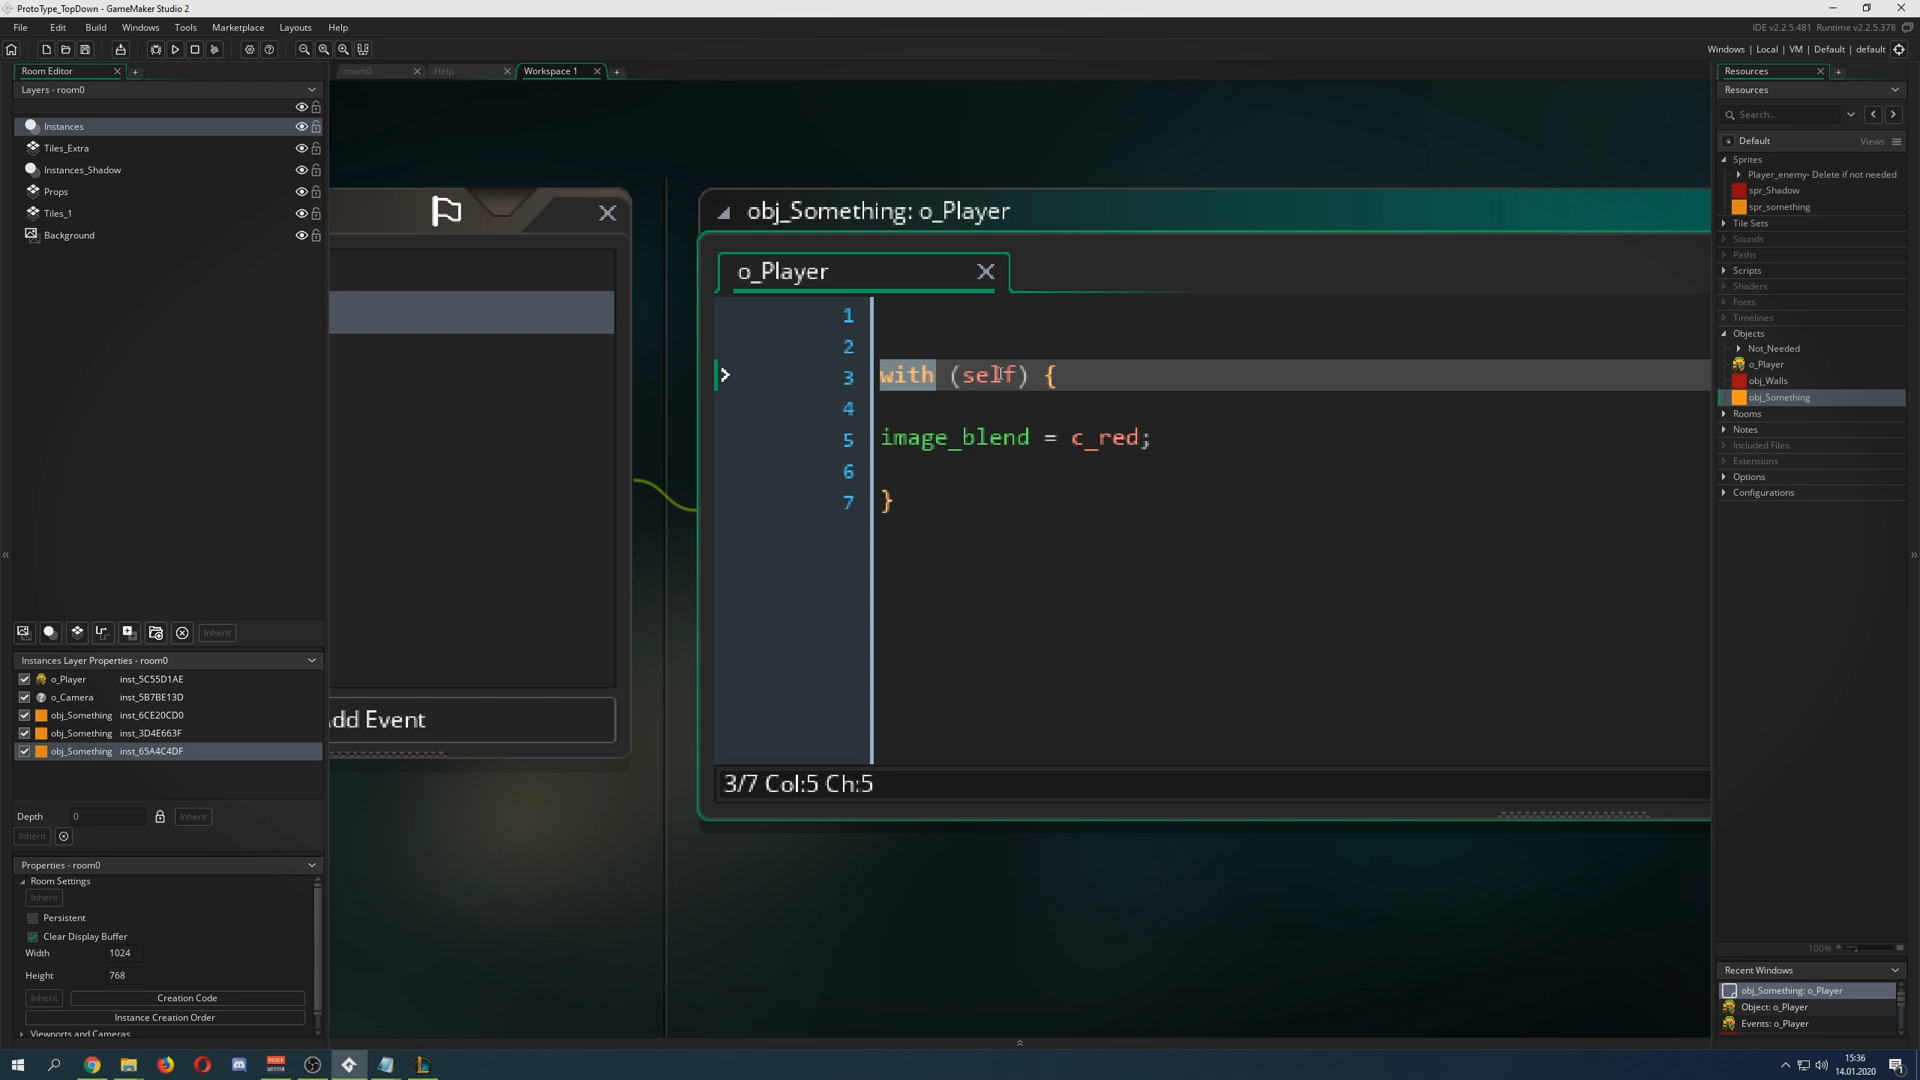 ProtoType_TopDown - GameMaker Studio 2
File Edit Build Windows Tools Marketplace Layouts Help
IDE v2.2.5.481 Runtime v2.2.5.378
Windows | Local | VM | Default | default
Room Editor
room0
Help
Workspace 1
Resources
Layers - room0
Instances
Tiles_Extra
Instances_Shadow
Props
Tiles_1
Background
Inherit
Instances Layer Properties - room0
o_Player inst_5C55D1AE
o_Camera inst_5B7BE13D
obj_Something inst_6CE20CD0
obj_Something inst_3D4E663F
obj_Something inst_65A4C4DF
Depth 0 Inherit
Inherit
Properties - room0
Room Settings
Inherit
Persistent
Clear Display Buffer
Width 1024
Height 768
Inherit Creation Code
Instance Creation Order
Viewports and Cameras
dd Event
obj_Something: o_Player
o_Player
1
2
3 with (self) {
4
5 image_blend = c_red;
6
7 }
3/7 Col:5 Ch:5
Resources
Search...
Default Views
Sprites
Player_enemy- Delete if not needed
spr_Shadow
spr_something
Tile Sets
Sounds
Paths
Scripts
Shaders
Fonts
Timelines
Objects
Not_Needed
o_Player
obj_Walls
obj_Something
Rooms
Notes
Included Files
Extensions
Options
Configurations
100%
Recent Windows
obj_Something: o_Player
Object: o_Player
Events: o_Player
15:36
14.01.2020